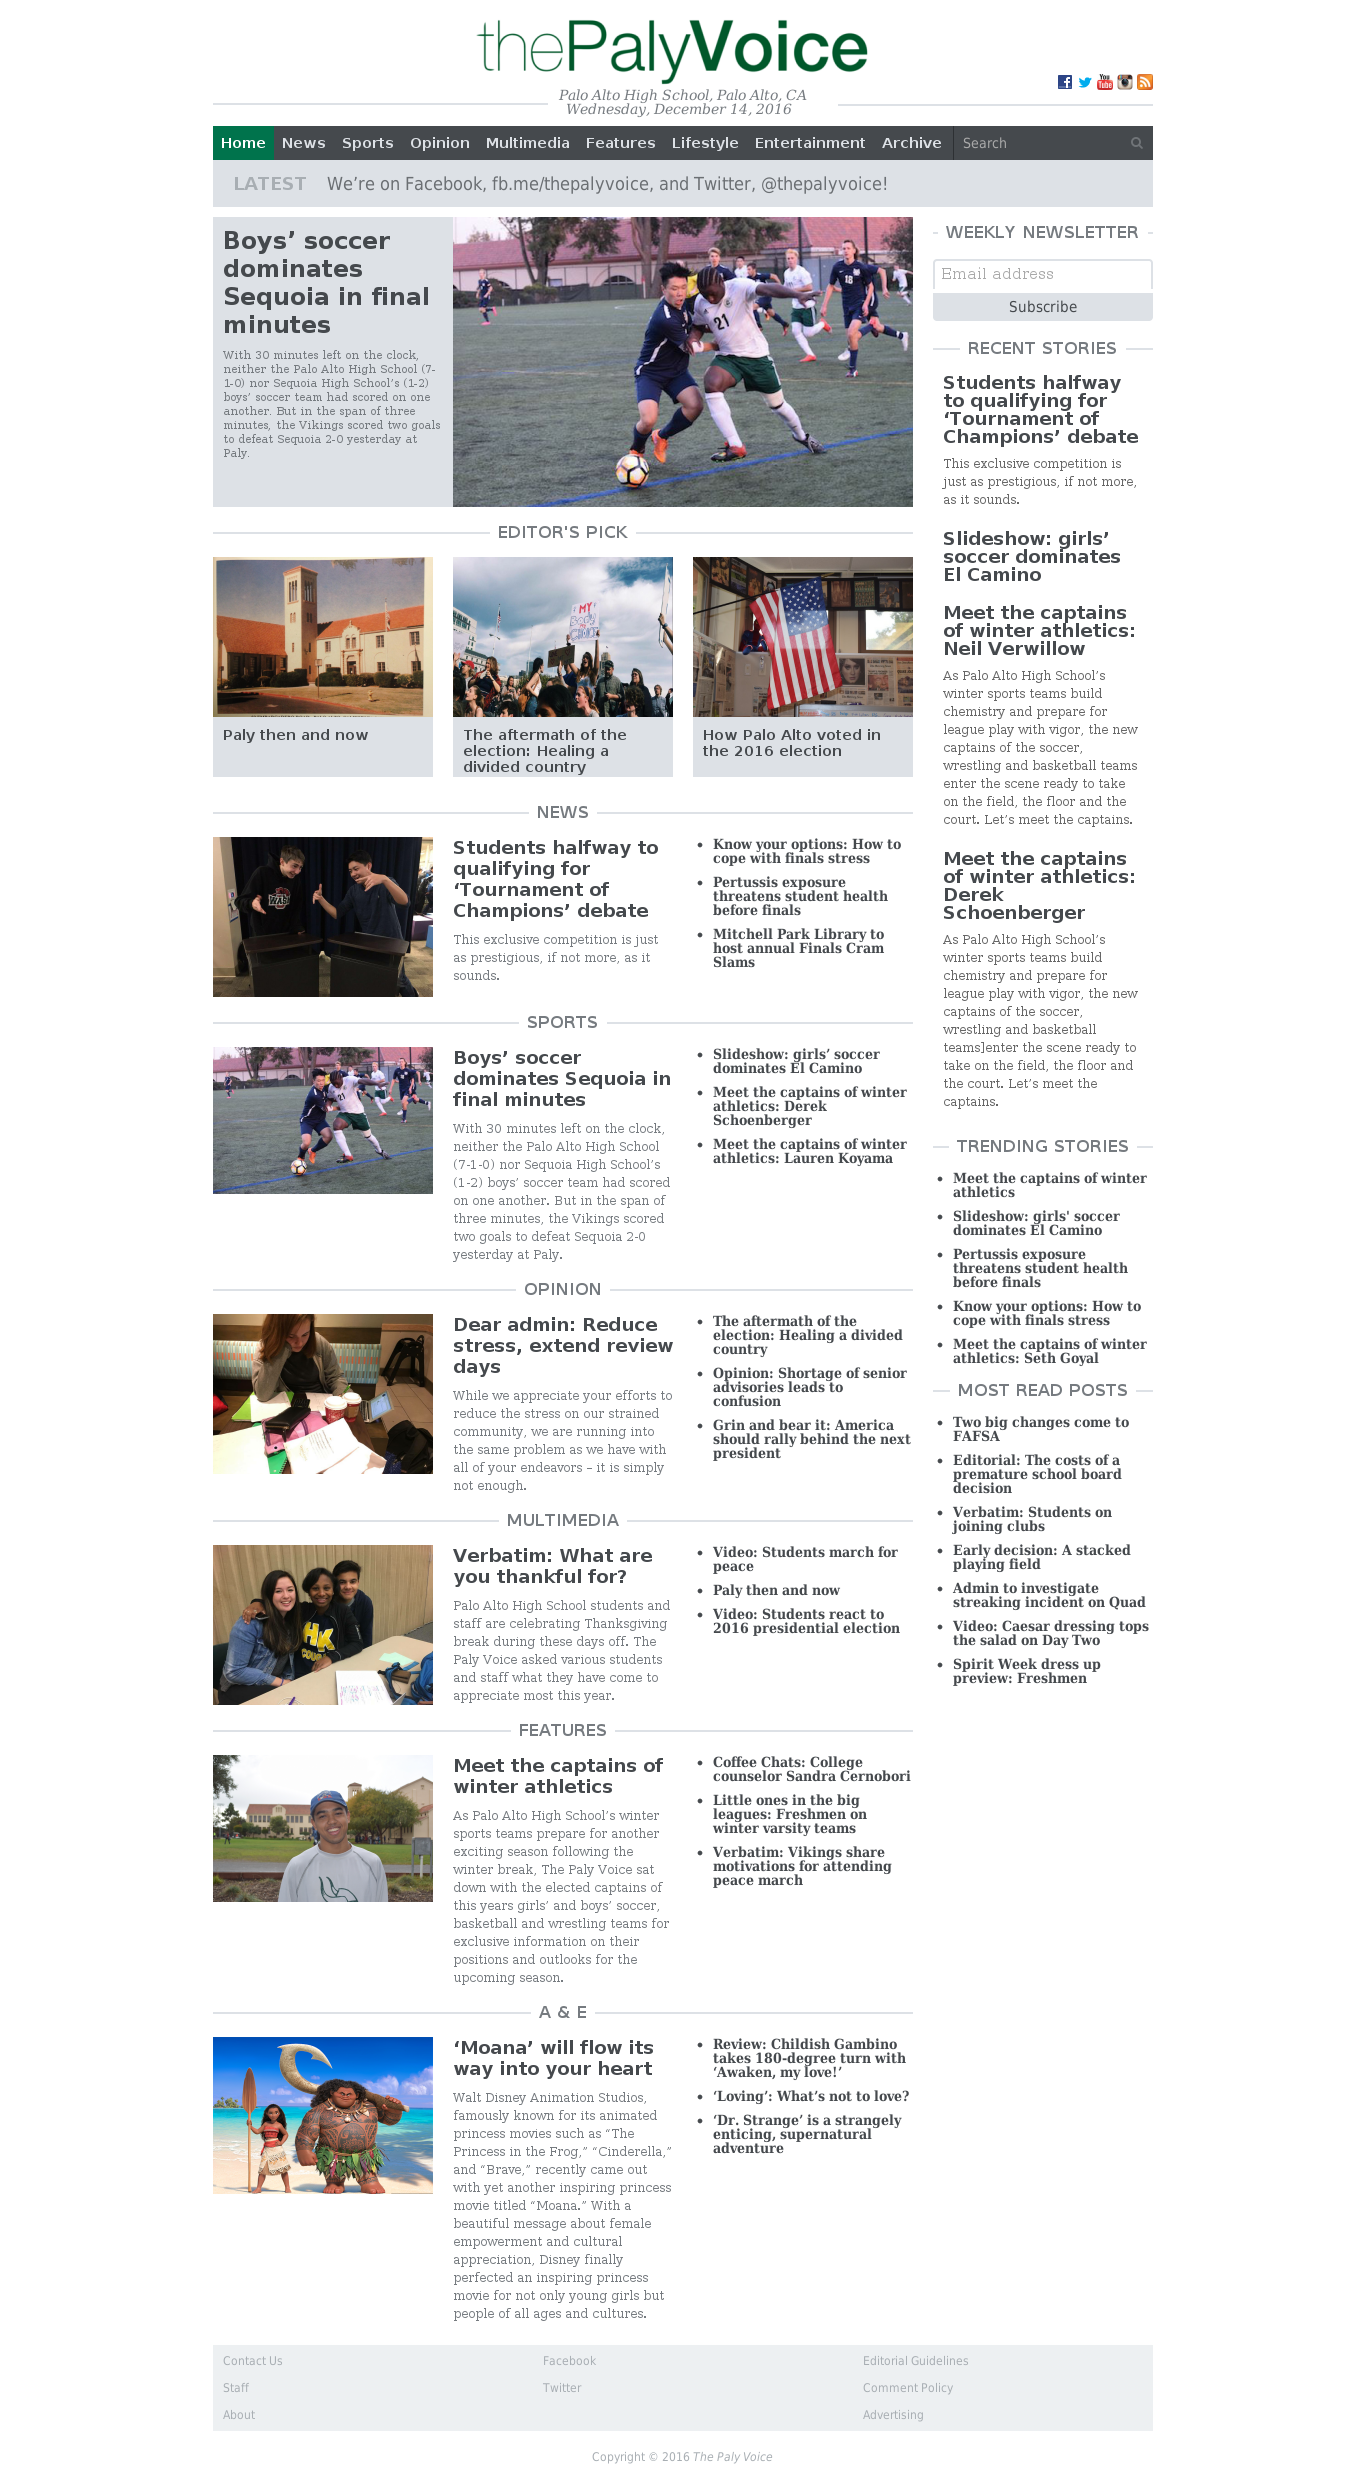 thePalyVoice
Palo Alto High School, Palo Alto, CA
Wednesday, December 14, 2016
Home News Sports Opinion Multimedia Features Lifestyle Entertainment Archive Search
LATEST We’re on Facebook, fb.me/thepalyvoice, and Twitter, @thepalyvoice!
Boys’ soccer
dominates
Sequoia in final
minutes
With 30 minutes left on the clock,
neither the Palo Alto High School (7-
1-0) nor Sequoia High School’s (1-2)
boys’ soccer team had scored on one
another. But in the span of three
minutes, the Vikings scored two goals
to defeat Sequoia 2-0 yesterday at
Paly.
21
18
EDITOR'S PICK
MY
BODY
MY
CHOICE
Paly then and now
The aftermath of the
election: Healing a
divided country
How Palo Alto voted in
the 2016 election
NEWS
Students halfway to
qualifying for
‘Tournament of
Champions’ debate
This exclusive competition is just
as prestigious, if not more, as it
sounds.
• Know your options: How to
cope with finals stress
• Pertussis exposure
threatens student health
before finals
• Mitchell Park Library to
host annual Finals Cram
Slams
SPORTS
Boys’ soccer
dominates Sequoia in
final minutes
With 30 minutes left on the clock,
neither the Palo Alto High School
(7-1-0) nor Sequoia High School’s
(1-2) boys’ soccer team had scored
on one another. But in the span of
three minutes, the Vikings scored
two goals to defeat Sequoia 2-0
yesterday at Paly.
• Slideshow: girls’ soccer
dominates El Camino
• Meet the captains of winter
athletics: Derek
Schoenberger
• Meet the captains of winter
athletics: Lauren Koyama
OPINION
Dear admin: Reduce
stress, extend review
days
While we appreciate your efforts to
reduce the stress on our strained
community, we are running into
the same problem as we have with
all of your endeavors – it is simply
not enough.
• The aftermath of the
election: Healing a divided
country
• Opinion: Shortage of senior
advisories leads to
confusion
• Grin and bear it: America
should rally behind the next
president
MULTIMEDIA
HK
Verbatim: What are
you thankful for?
Palo Alto High School students and
staff are celebrating Thanksgiving
break during these days off. The
Paly Voice asked various students
and staff what they have come to
appreciate most this year.
• Video: Students march for
peace
• Paly then and now
• Video: Students react to
2016 presidential election
FEATURES
Meet the captains of
winter athletics
As Palo Alto High School’s winter
sports teams prepare for another
exciting season following the
winter break, The Paly Voice sat
down with the elected captains of
this years girls’ and boys’ soccer,
basketball and wrestling teams for
exclusive information on their
positions and outlooks for the
upcoming season.
• Coffee Chats: College
counselor Sandra Cernobori
• Little ones in the big
leagues: Freshmen on
winter varsity teams
• Verbatim: Vikings share
motivations for attending
peace march
A & E
‘Moana’ will flow its
way into your heart
Walt Disney Animation Studios,
famously known for its animated
princess movies such as “The
Princess in the Frog,” “Cinderella,”
and “Brave,” recently came out
with yet another inspiring princess
movie titled “Moana.” With a
beautiful message about female
empowerment and cultural
appreciation, Disney finally
perfected an inspiring princess
movie for not only young girls but
people of all ages and cultures.
• Review: Childish Gambino
takes 180-degree turn with
‘Awaken, my love!’
• ‘Loving’: What’s not to love?
• ‘Dr. Strange’ is a strangely
enticing, supernatural
adventure
WEEKLY NEWSLETTER
Email address
Subscribe
RECENT STORIES
Students halfway
to qualifying for
‘Tournament of
Champions’ debate
This exclusive competition is
just as prestigious, if not more,
as it sounds.
Slideshow: girls’
soccer dominates
El Camino
Meet the captains
of winter athletics:
Neil Verwillow
As Palo Alto High School’s
winter sports teams build
chemistry and prepare for
league play with vigor, the new
captains of the soccer,
wrestling and basketball teams
enter the scene ready to take
on the field, the floor and the
court. Let’s meet the captains.
Meet the captains
of winter athletics:
Derek
Schoenberger
As Palo Alto High School’s
winter sports teams build
chemistry and prepare for
league play with vigor, the new
captains of the soccer,
wrestling and basketball
teams]enter the scene ready to
take on the field, the floor and
the court. Let’s meet the
captains.
TRENDING STORIES
• Meet the captains of winter
athletics
• Slideshow: girls' soccer
dominates El Camino
• Pertussis exposure
threatens student health
before finals
• Know your options: How to
cope with finals stress
• Meet the captains of winter
athletics: Seth Goyal
MOST READ POSTS
• Two big changes come to
FAFSA
• Editorial: The costs of a
premature school board
decision
• Verbatim: Students on
joining clubs
• Early decision: A stacked
playing field
• Admin to investigate
streaking incident on Quad
• Video: Caesar dressing tops
the salad on Day Two
• Spirit Week dress up
preview: Freshmen
Contact Us
Staff
About
Facebook
Twitter
Editorial Guidelines
Comment Policy
Advertising
Copyright © 2016 The Paly Voice